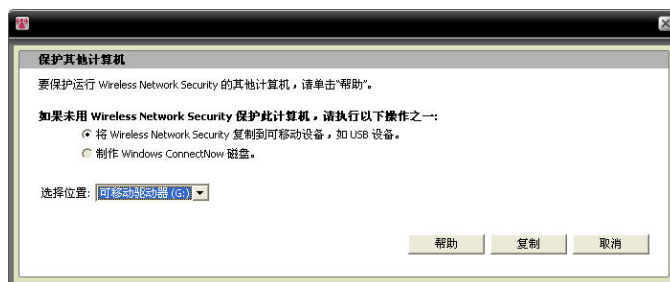 保护其他计算机
要保护运行 Wireless Network Security 的其他计算机，请单击“帮助”。
如果未用 Wireless Network Security 保护此计算机，请执行以下操作之一:
将 Wireless Network Security 复制到可移动设备，如 USB 设备。
制作 Windows ConnectNow 磁盘。
选择位置: 可移动驱动器 (G:)
帮助 复制 取消